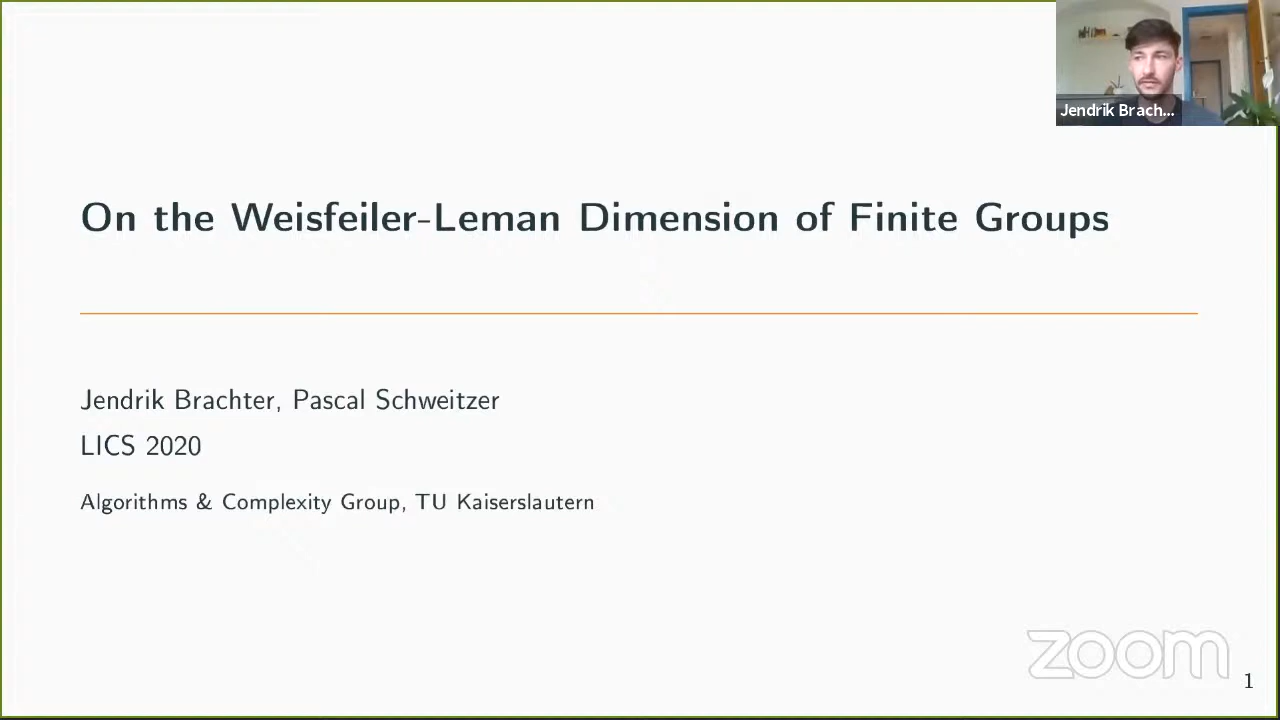 Jendrik Brach...
On the Weisfeiler-Leman Dimension of Finite Groups
Jendrik Brachter, Pascal Schweitzer
LICS 2020
Algorithms & Complexity Group, TU Kaiserslautern
zoom
1